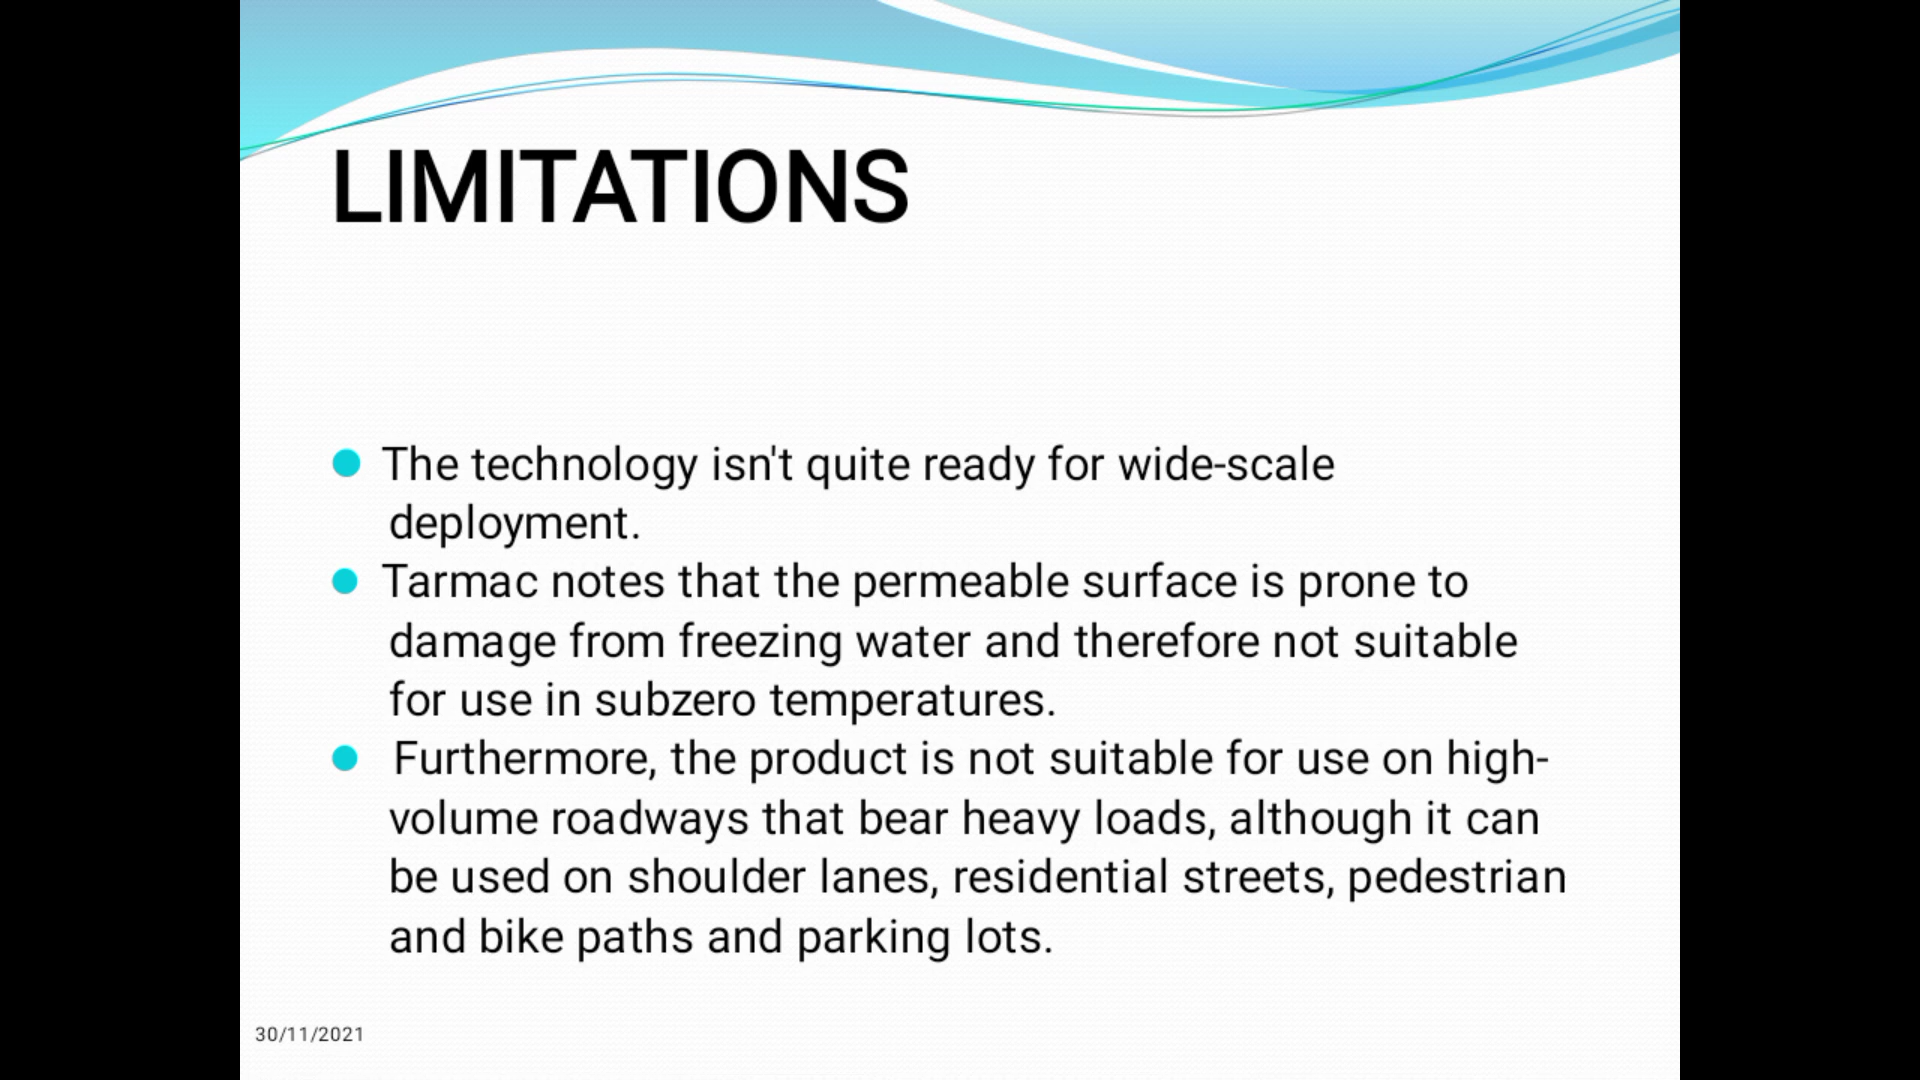 LIMITATIONS
The technology isn't quite ready for wide-scale
deployment.
Tarmac notes that the permeable surface is prone to
damage from freezing water and therefore not suitable
for use in subzero temperatures.
Furthermore, the product is not suitable for use on high-
volume roadways that bear heavy loads, although it can
be used on shoulder lanes, residential streets, pedestrian
and bike paths and parking lots.
30/11/2021